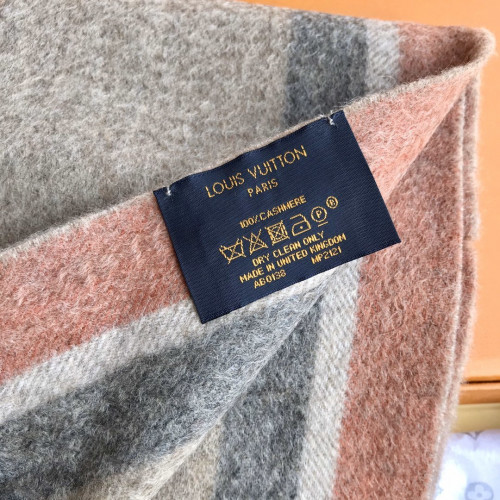 LOUIS VUITTON
PARIS
100% CASHMERE
P
DRY CLEAN ONLY
MADE IN UNITED KINGDOM
AB0138 MP2121